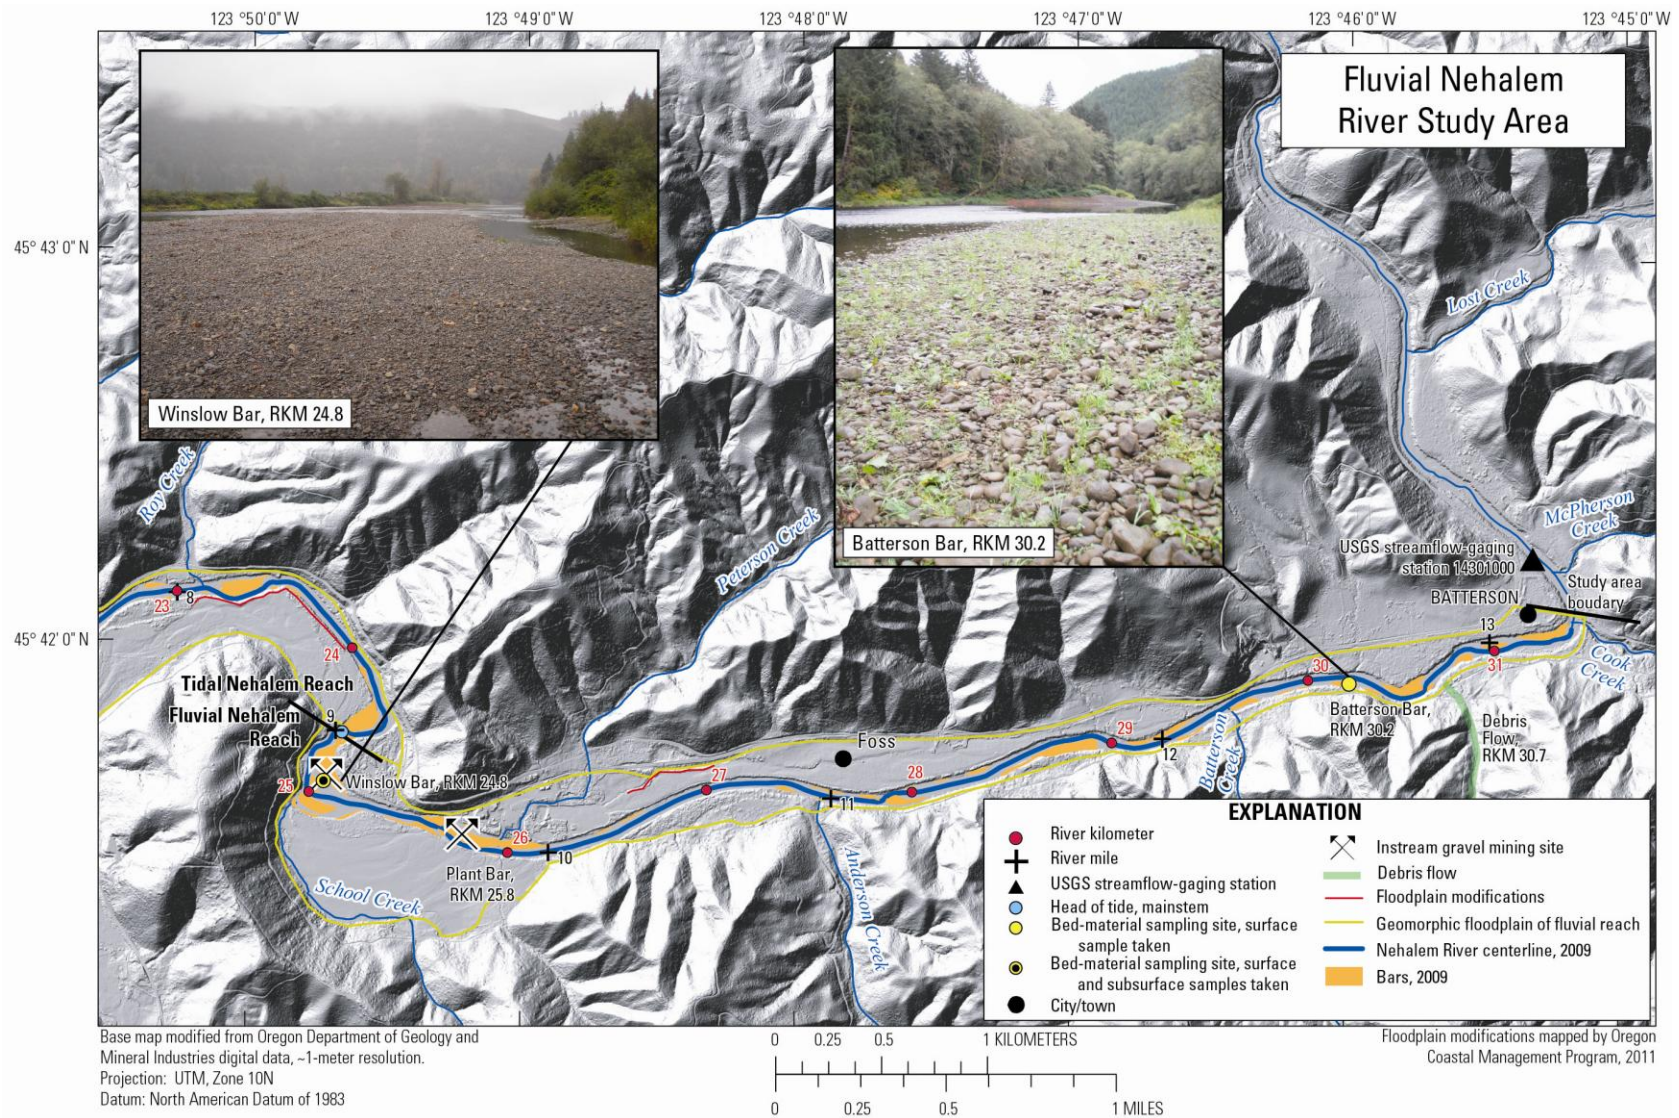 123 °50'0"W
123 °49'0"W
123 °48'0"W
123 °47'0"W
123 °46'0"W
123 °45'0"W
Fluvial Nehalem
River Study Area
45° 43' 0" N
45° 42' 0" N
Winslow Bar, RKM 24.8
Batterson Bar, RKM 30.2
Roy Creek
Peterson Creek
Lost Creek
McPherson
Creek
USGS streamflow-gaging
station 14301000
BATTERSON
Study area
boudary
Cook
Creek
23
8
24
Tidal Nehalem Reach
Fluvial Nehalem
Reach
9
25
Winslow Bar, RKM 24.8
26
10
Plant Bar,
RKM 25.8
School Creek
27
Foss
11
28
Anderson Creek
29
12
Batterson
Creek
30
Batterson Bar,
RKM 30.2
13
31
Debris
Flow,
RKM 30.7
EXPLANATION
River kilometer
River mile
USGS streamflow-gaging station
Head of tide, mainstem
Bed-material sampling site, surface
sample taken
Bed-material sampling site, surface
and subsurface samples taken
City/town
Instream gravel mining site
Debris flow
Floodplain modifications
Geomorphic floodplain of fluvial reach
Nehalem River centerline, 2009
Bars, 2009
Base map modified from Oregon Department of Geology and
Mineral Industries digital data, ~1-meter resolution.
Projection: UTM, Zone 10N
Datum: North American Datum of 1983
0 0.25 0.5 1 KILOMETERS
0 0.25 0.5 1 MILES
Floodplain modifications mapped by Oregon
Coastal Management Program, 2011